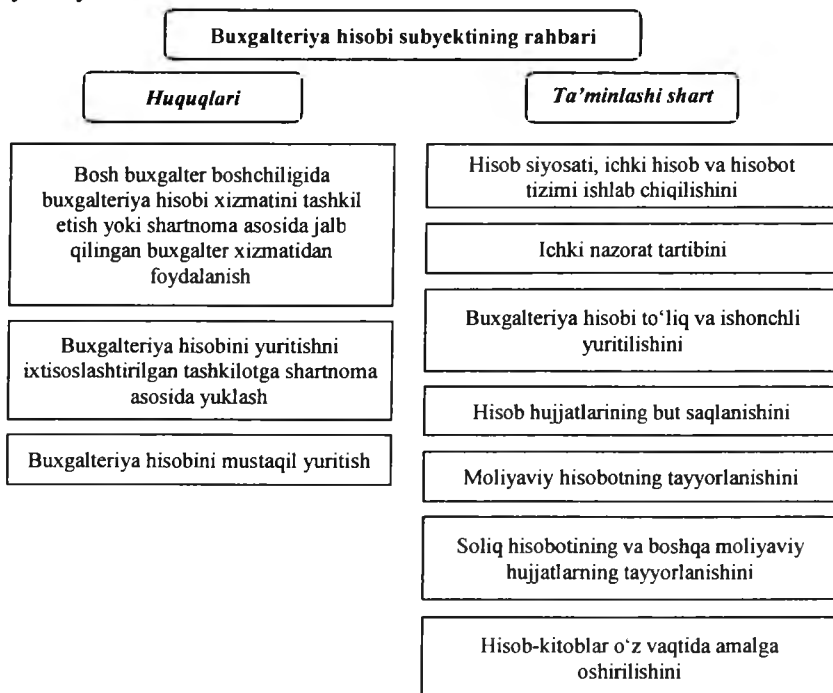 Buxgalteriya hisobi subyektining rahbari
Huquqlari
Bosh buxgalter boshchiligida
buxgalteriya hisobi xizmatini tashkil
etish yoki shartnoma asosida jalb
qilingan buxgalter xizmatidan
foydalanish
Buxgalteriya hisobini yuritishni
ixtisoslashtirilgan tashkilotga shartnoma
asosida yuklash
Buxgalteriya hisobini mustaqil yuritish
Ta’minlashi shart
Hisob siyosati, ichki hisob va hisobot
tizimi ishlab chiqilishini
Ichki nazorat tartibini
Buxgalteriya hisobi to‘liq va ishonchli
yuritilishini
Hisob hujjatlarining but saqlanishini
Moliyaviy hisobotning tayyorlanishini
Soliq hisobotining va boshqa moliyaviy
hujjatlarning tayyorlanishini
Hisob-kitoblar o‘z vaqtida amalga
oshirilishini